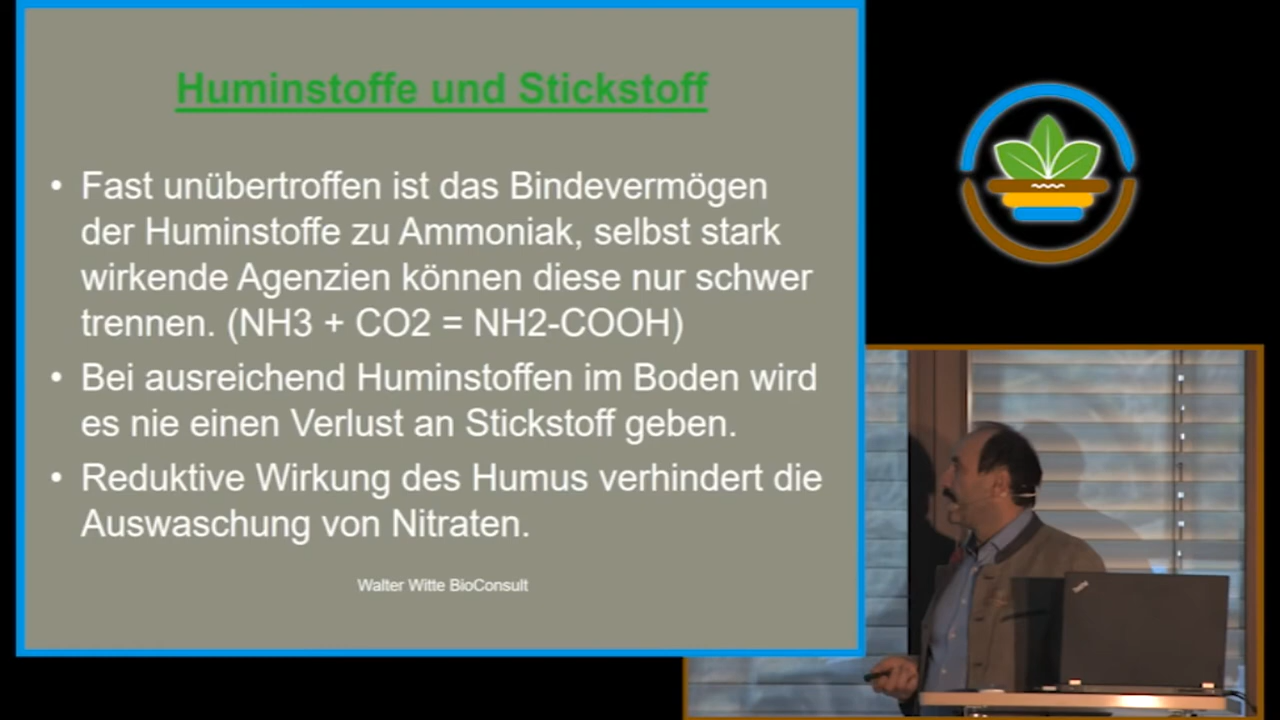 Huminstoffe und Stickstoff
• Fast unübertroffen ist das Bindevermögen
der Huminstoffe zu Ammoniak, selbst stark
wirkende Agenzien können diese nur schwer
trennen. (NH3 + CO2 = NH2-COOH)
• Bei ausreichend Huminstoffen im Boden wird
es nie einen Verlust an Stickstoff geben.
• Reduktive Wirkung des Humus verhindert die
Auswaschung von Nitraten.
Walter Witte BioConsult